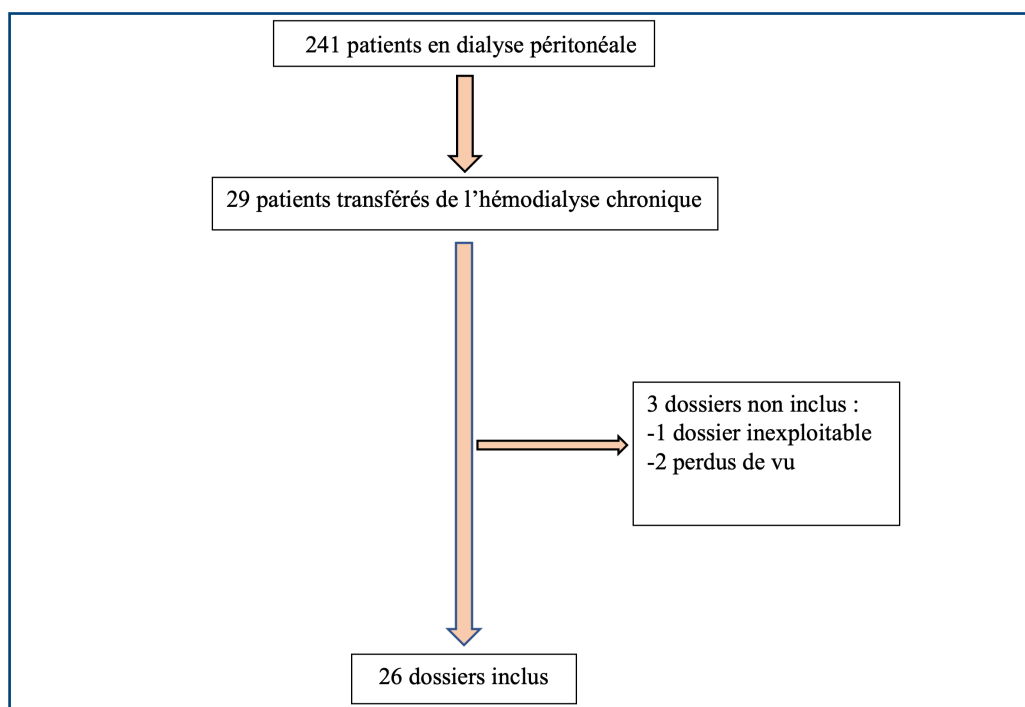 241 patients en dialyse péritonéale
29 patients transférés de l’hémodialyse chronique
3 dossiers non inclus :
-1 dossier inexploitable
-2 perdus de vu
26 dossiers inclus